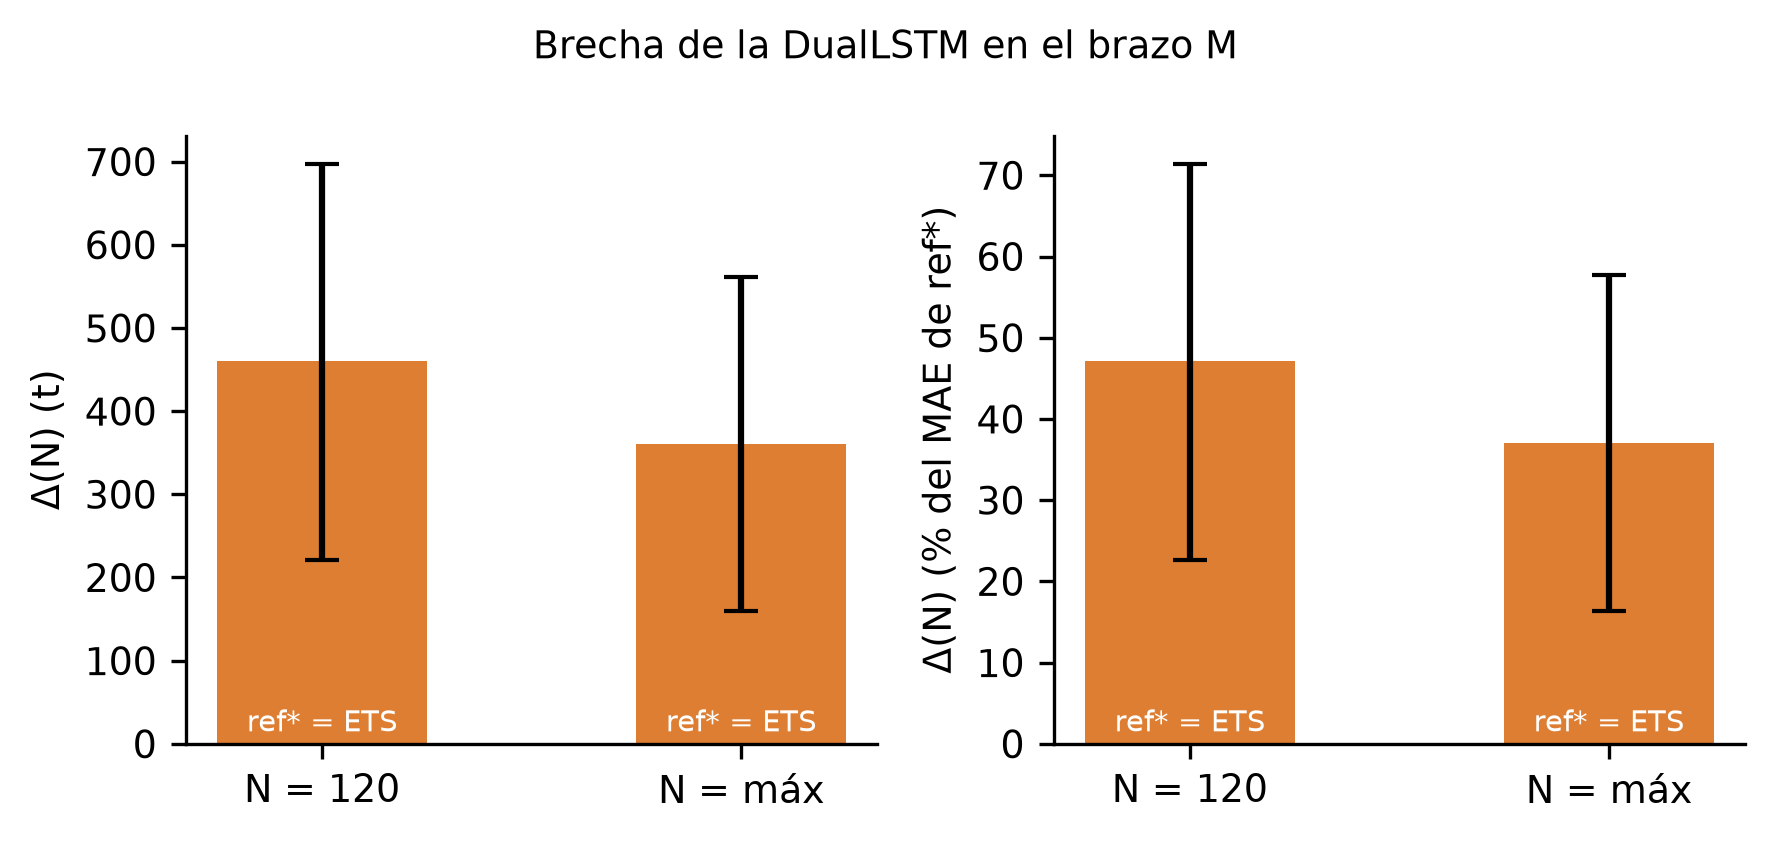 Brecha de la DualLSTM en el brazo M
Δ(N) (t)
700
600
500
400
300
200
100
0
ref* = ETS
ref* = ETS
N = 120
N = máx
Δ(N) (% del MAE de ref*)
70
60
50
40
30
20
10
0
ref* = ETS
ref* = ETS
N = 120
N = máx